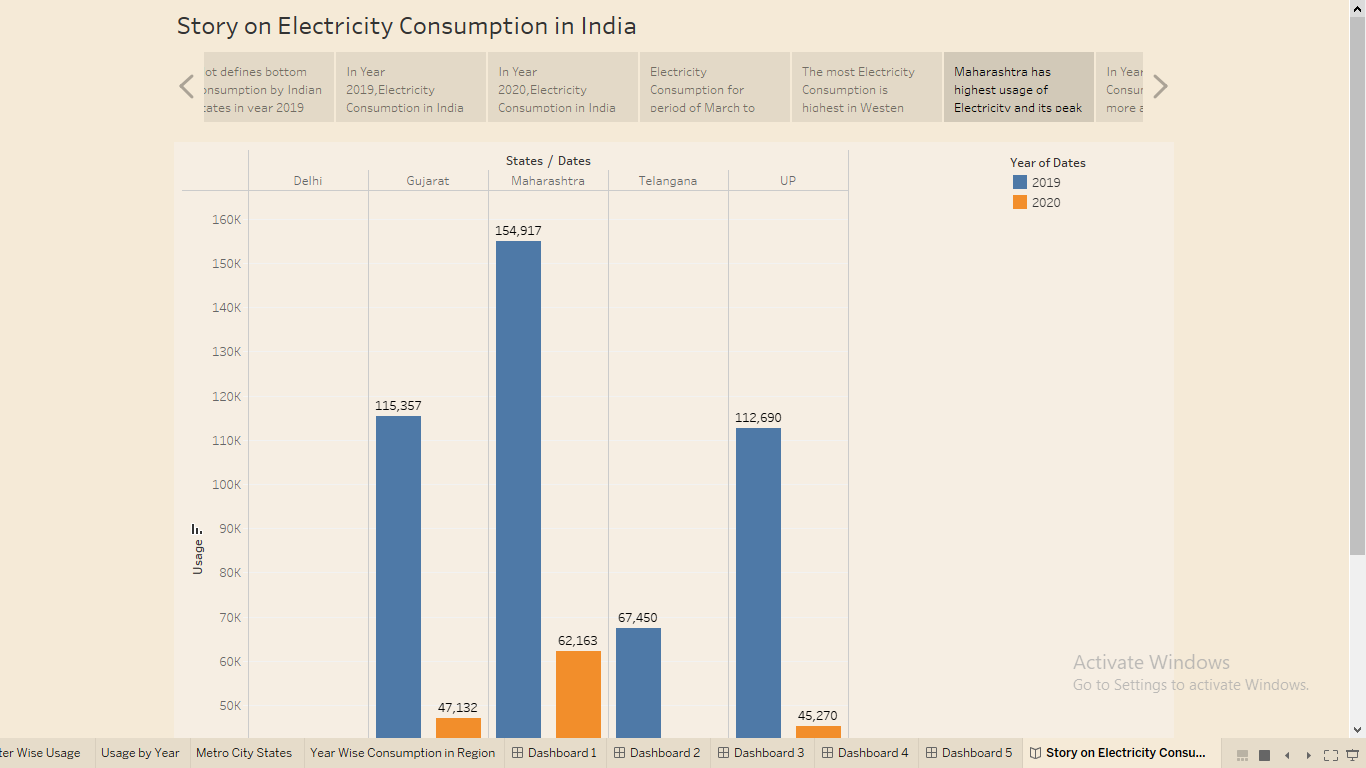 Story on Electricity Consumption in India
ot defines bottom
onsumption by Indian
tates in year 2019
In Year
2019,Electricity
Consumption in India
In Year
2020,Electricity
Consumption in India
Electricity
Consumption for
period of March to
The most Electricity
Consumption is
highest in Westen
Maharashtra has
highest usage of
Electricity and its peak
In Year
Consur
more a
States / Dates
Delhi
Gujarat
Maharashtra
Telangana
UP
Year of Dates
2019
2020
160K
150K
140K
130K
120K
110K
100K
90K
80K
70K
60K
50K
Usage
115,357
47,132
154,917
62,163
67,450
112,690
45,270
Activate Windows
Go to Settings to activate Windows.
ter Wise Usage
Usage by Year
Metro City States
Year Wise Consumption in Region
Dashboard 1
Dashboard 2
Dashboard 3
Dashboard 4
Dashboard 5
Story on Electricity Consu...